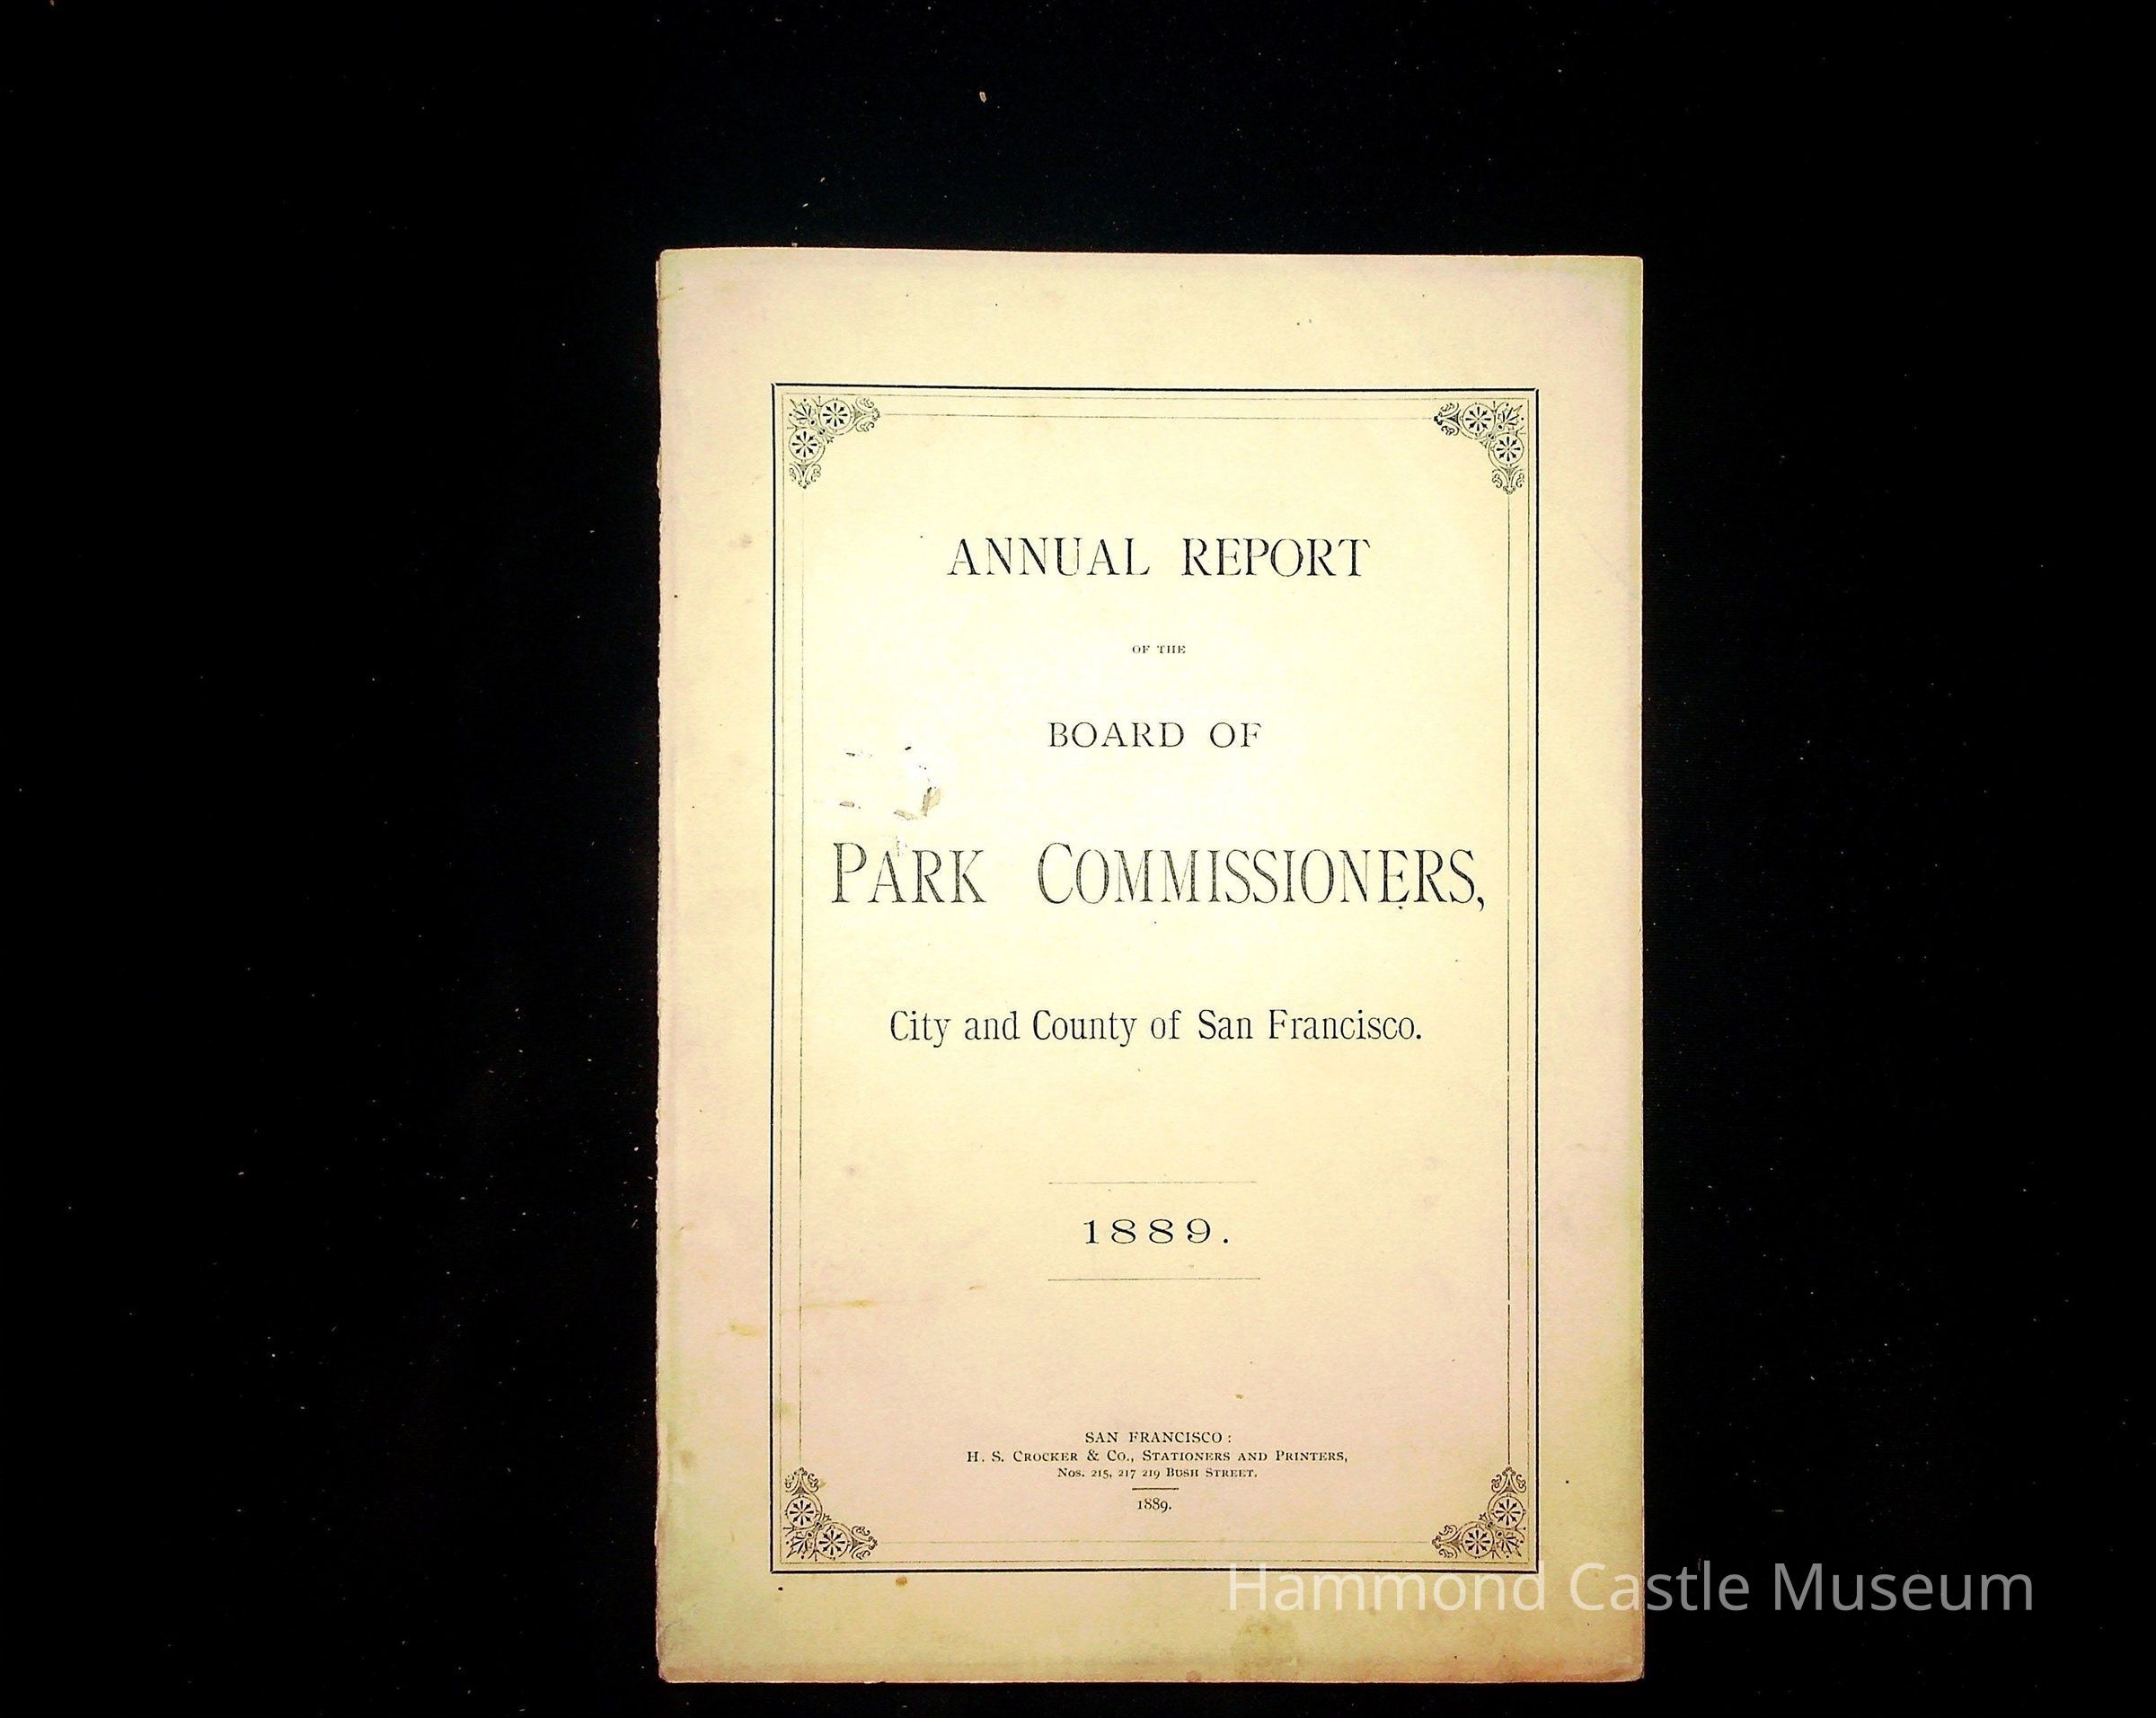 ANNUAL REPORT
OF THE
BOARD OF
PARK COMMISSIONERS,
City and County of San Francisco.
1889.
SAN FRANCISCO:
H. S. CROCKER & CO., STATIONERS AND PRINTERS,
NOS. 215, 217 219 BUSH STREET.
1889.
Hammond Castle Museum